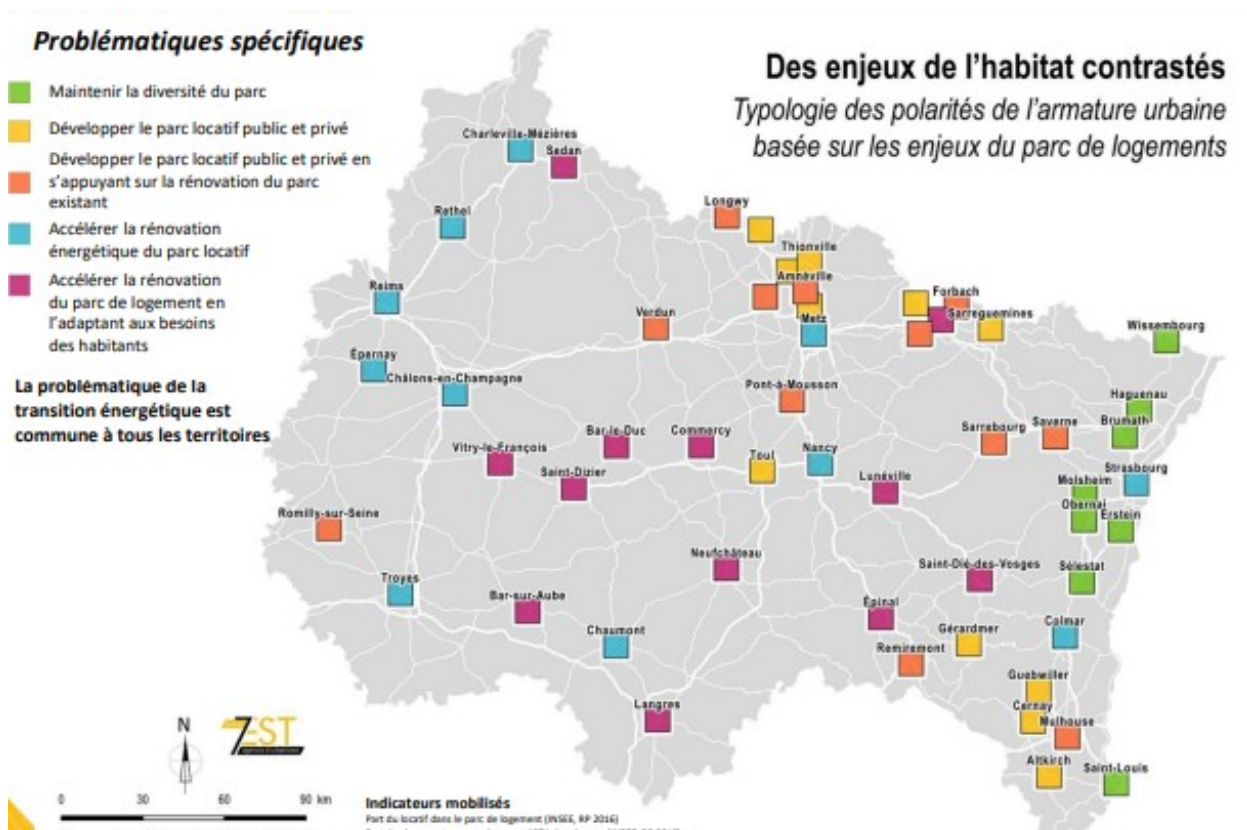 Problématiques spécifiques
Maintenir la diversité du parc
Développer le parc locatif public et privé
Développer le parc locatif public et privé en
s'appuyant sur la rénovation du parc
existant
Accélérer la rénovation
énergétique du parc locatif
Accélérer la rénovation
du parc de logement en
l'adaptant aux besoins
des habitants
La problèmatique de la
transition énergétique est
commune à tous les territoires
Des enjeux de l'habitat contrastés
Typologie des polarités de l'armature urbaine
basée sur les enjeux du parc de logements
Charleville-Mézières
Sedan
Longwy
Rethel
Thionville
Amnéville
Reims
Forbach
Verdun
Metz
Sarreguemines
Wissembourg
Épernay
Châlons-en-Champagne
Pont-à-Mousson
Haguenau
Brumath
Bar-le-Duc
Commercy
Sarrebourg
Saverne
Vitry-le-François
Toul
Nancy
Saint-Dizier
Lunéville
Strasbourg
Molsheim
Obernai
Erstein
Romilly-sur-Seine
Neufchâteau
Saint-Dié-des-Vosges
Sélestat
Troyes
Bar-sur-Aube
Épinal
Colmar
Chaumont
Gérardmer
Remiremont
Guebwiller
Cernay
Langres
Mulhouse
Altkirch
Saint-Louis
N
7EST
0 30 60 90 km
Indicateurs mobilisés
Part du locatif dans le parc de logement (INSEE, RP 2016)